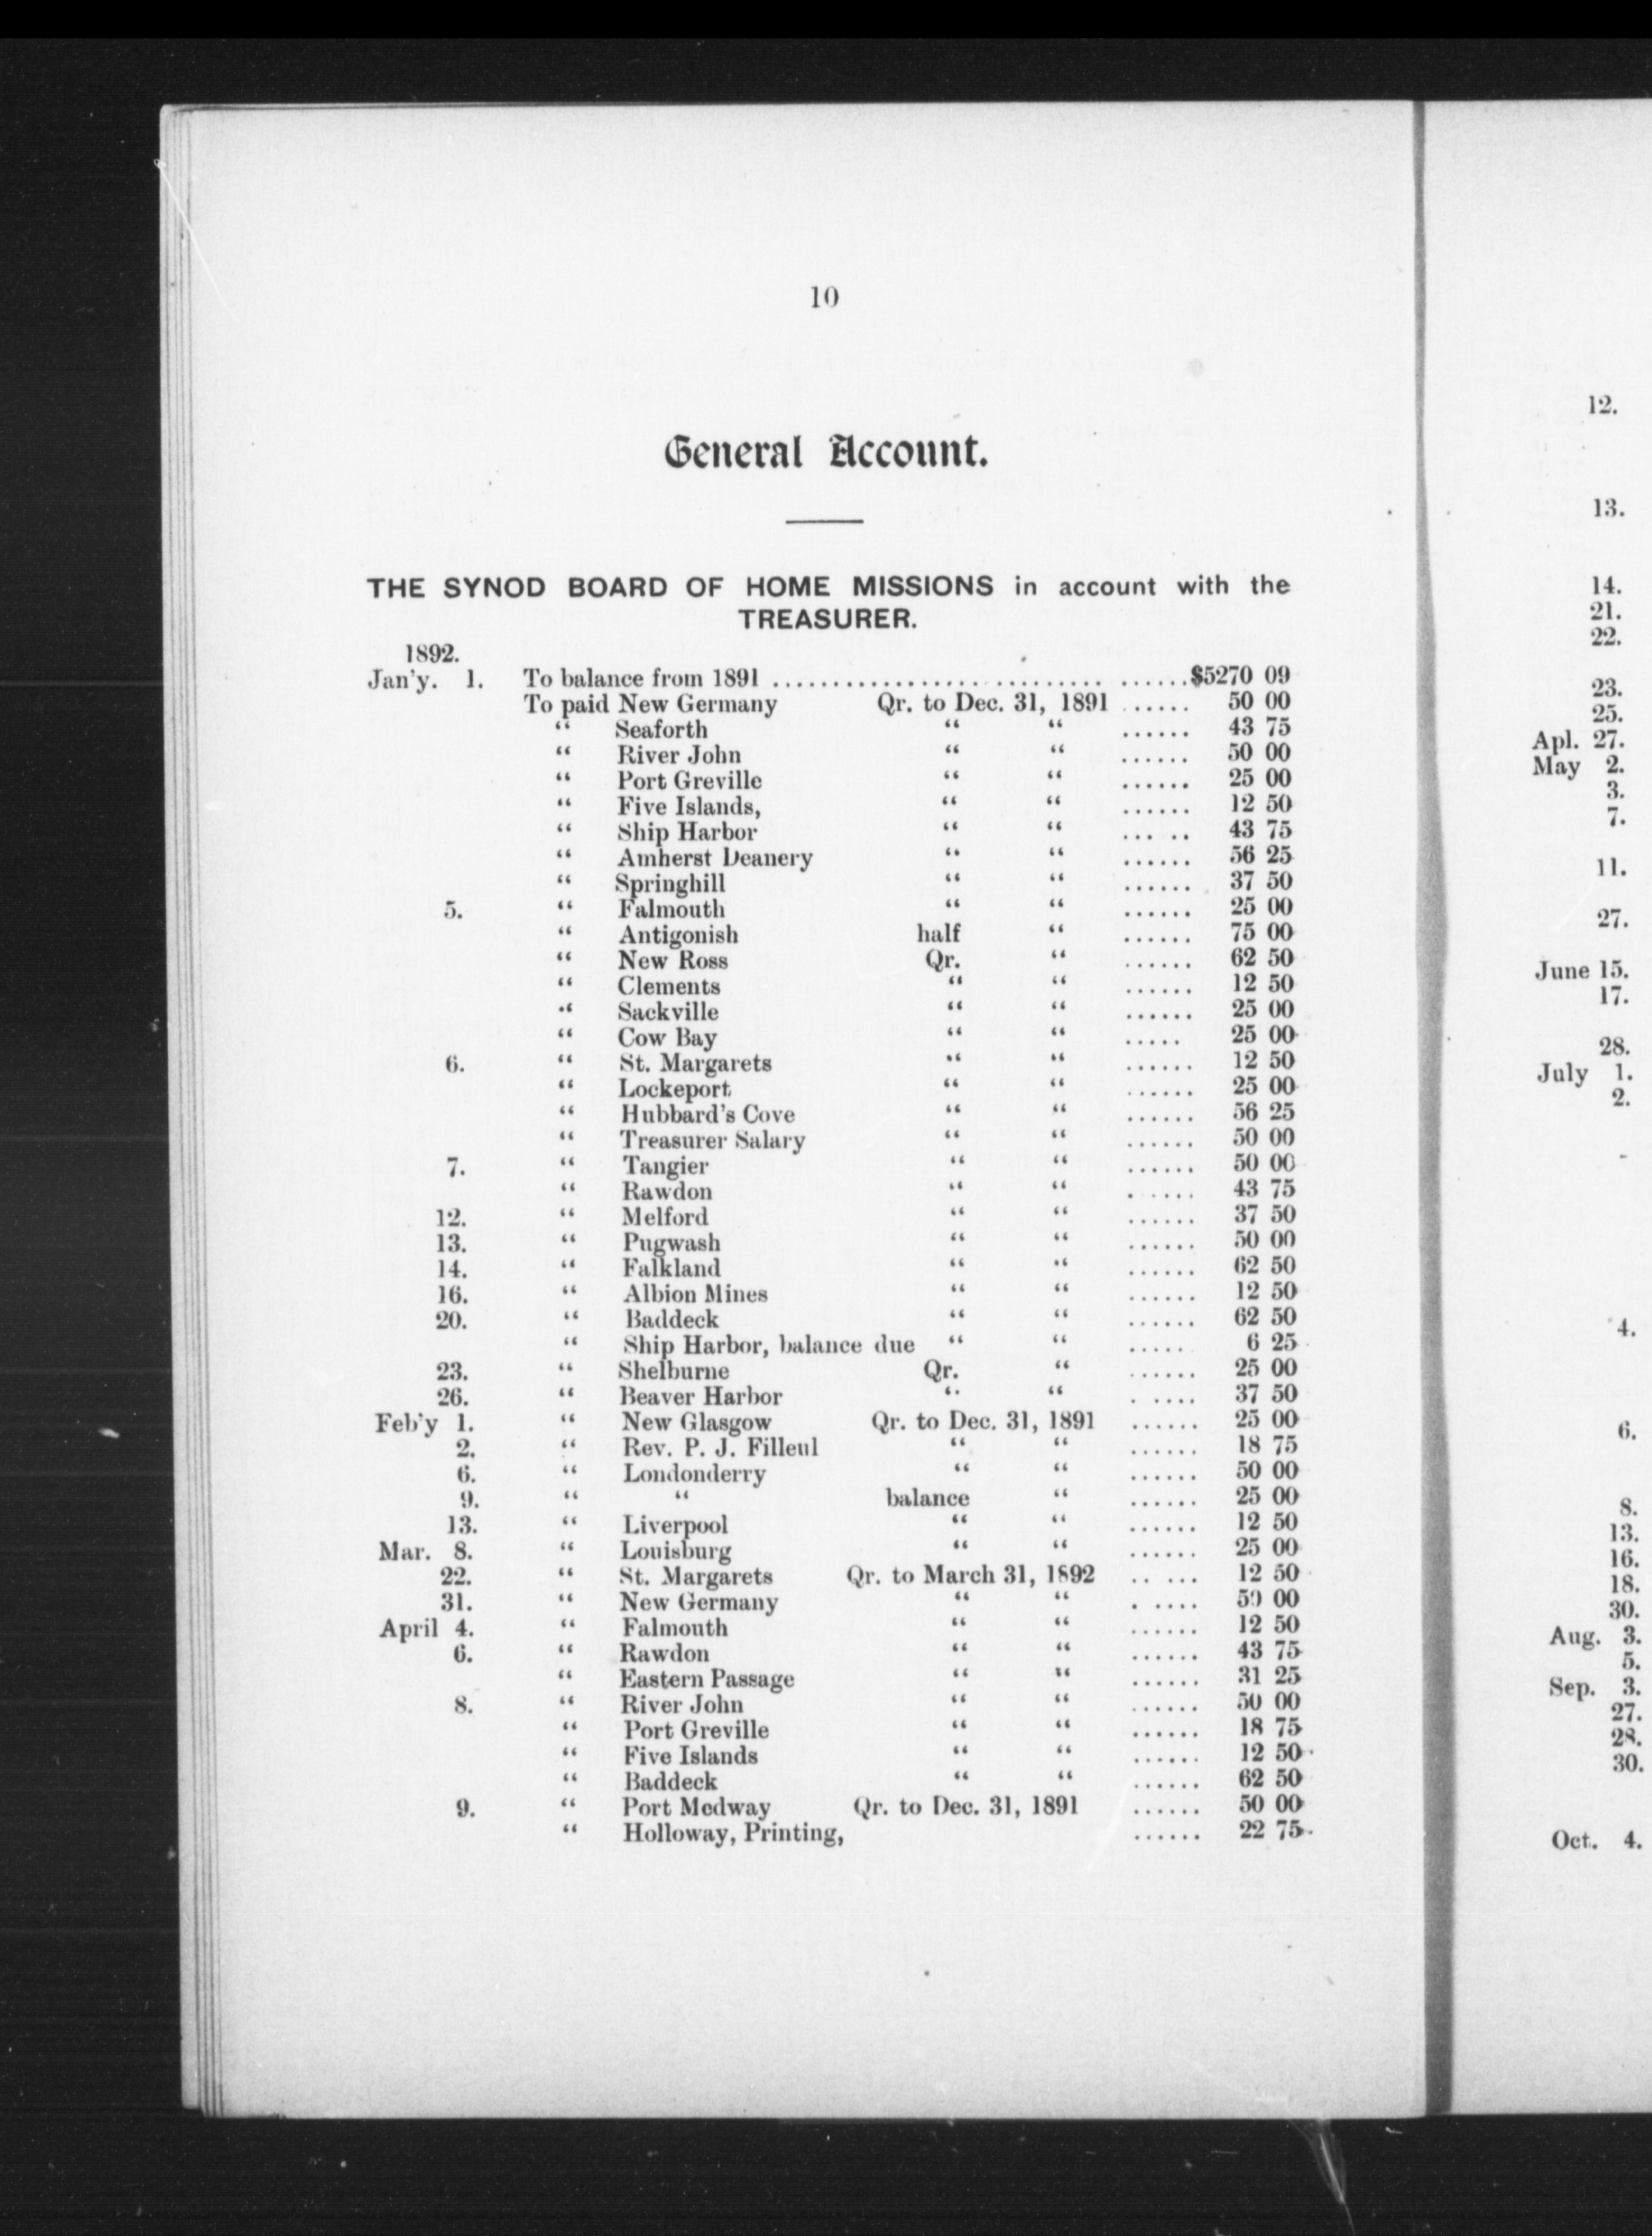 10
General Account.
THE SYNOD BOARD OF HOME MISSIONS in account with the
TREASURER.
1892.
Jan'y. 1. To balance from 1891 .................................. $5270 09
To paid New Germany Qr. to Dec. 31, 1891 ...... 50 00
“ Seaforth “ “ ...... 43 75
“ River John “ “ ...... 50 00
“ Port Greville “ “ ...... 25 00
“ Five Islands, “ “ ...... 12 50
“ Ship Harbor “ “ ... .. 43 75
“ Amherst Deanery “ “ ...... 56 25
“ Springhill “ “ ...... 37 50
5. “ Falmouth “ “ ...... 25 00
“ Antigonish half “ ...... 75 00
“ New Ross Qr. “ ...... 62 50
“ Clements “ “ ...... 12 50
“ Sackville “ “ ...... 25 00
“ Cow Bay “ “ ..... 25 00
6. “ St. Margarets “ “ ...... 12 50
“ Lockeport “ “ ...... 25 00
“ Hubbard's Cove “ “ ...... 56 25
“ Treasurer Salary “ “ ...... 50 00
7. “ Tangier “ “ ...... 50 00
“ Rawdon “ “ . ..... 43 75
12. “ Melford “ “ ...... 37 50
13. “ Pugwash “ “ ...... 50 00
14. “ Falkland “ “ ...... 62 50
16. “ Albion Mines “ “ ...... 12 50
20. “ Baddeck “ “ ...... 62 50
“ Ship Harbor, balance due “ “ ..... 6 25
23. “ Shelburne Qr. “ ...... 25 00
26. “ Beaver Harbor “ “ . .... 37 50
Feb'y 1. “ New Glasgow Qr. to Dec. 31, 1891 ...... 25 00
2. “ Rev. P. J. Filleul “ “ ...... 18 75
6. “ Londonderry “ “ ...... 50 00
9. “ “ balance “ ...... 25 00
13. “ Liverpool “ “ ...... 12 50
Mar. 8. “ Louisburg “ “ ...... 25 00
22. “ St. Margarets Qr. to March 31, 1892 .. ... 12 50
31. “ New Germany “ “ . .... 50 00
April 4. “ Falmouth “ “ ...... 12 50
6. “ Rawdon “ “ ...... 43 75
“ Eastern Passage “ “ ...... 31 25
8. “ River John “ “ ...... 50 00
“ Port Greville “ “ ...... 18 75
“ Five Islands “ “ ...... 12 50
“ Baddeck “ “ ...... 62 50
9. “ Port Medway Qr. to Dec. 31, 1891 ...... 50 00
“ Holloway, Printing, ...... 22 75
12.
13.
14.
21.
22.
23.
25.
Apl. 27.
May 2.
3.
7.
11.
27.
June 15.
17.
28.
July 1.
2.
4.
6.
8.
13.
16.
18.
30.
Aug. 3.
5.
Sep. 3.
27.
28.
30.
Oct. 4.